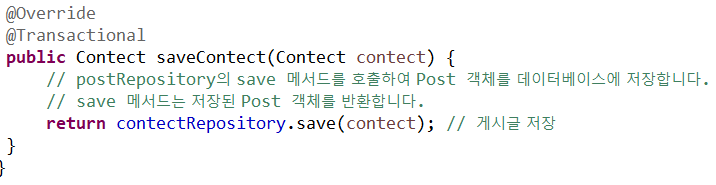 @Override
@Transactional
public Contect saveContect(Contect contect) {
// postRepository의 save 메서드를 호출하여 Post 객체를 데이터베이스에 저장합니다.
// save 메서드는 저장된 Post 객체를 반환합니다.
return contectRepository.save(contect); // 게시글 저장
}
}